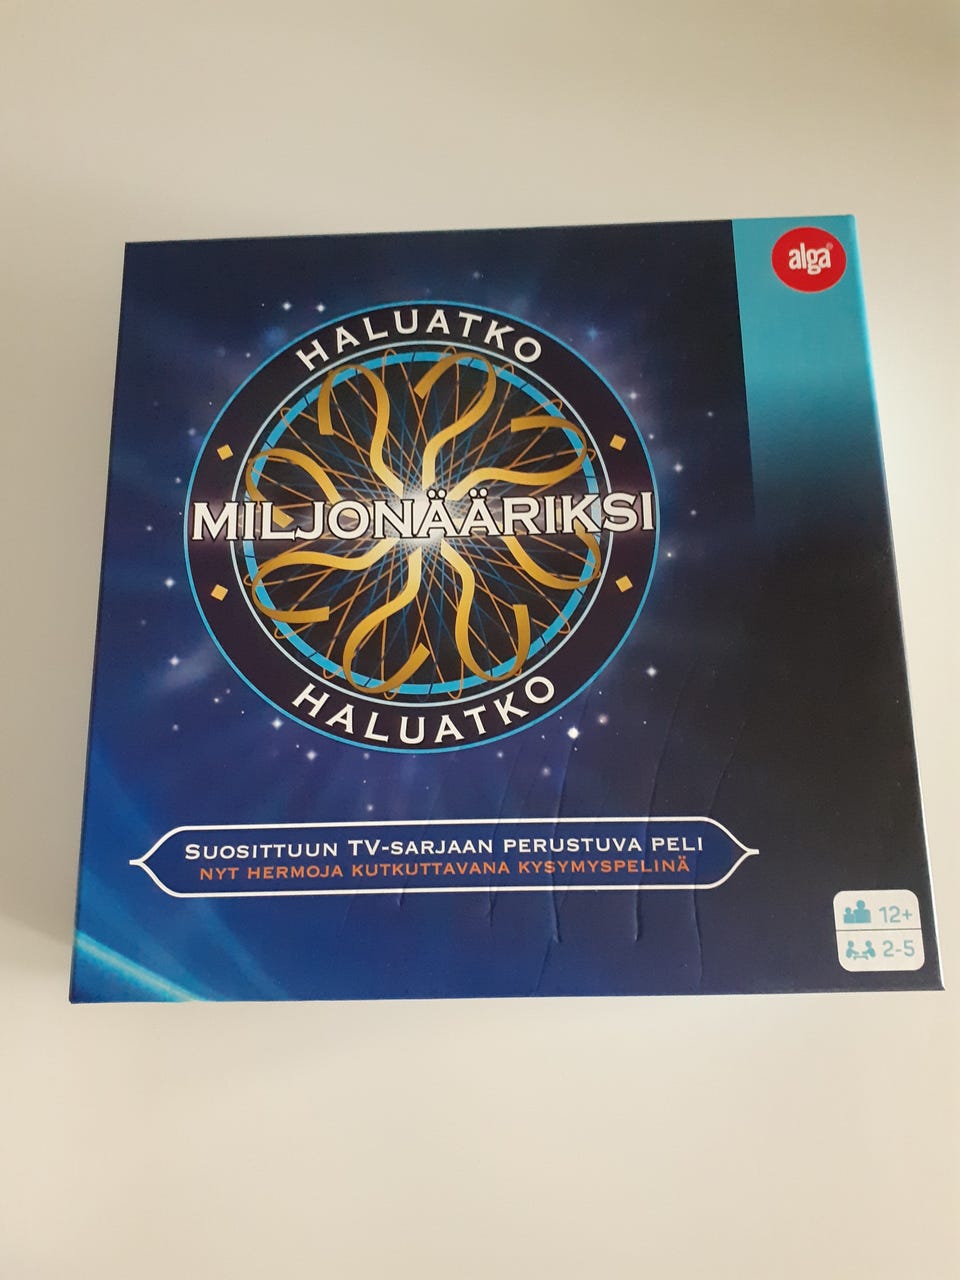 alga
HALUATKO
MILJONÄÄRIKSI
HALUATKO
SUOSITTUUN TV-SARJAAN PERUSTUVA PELI
NYT HERMOJA KUTKUTTAVANA KYSYMYSPELINÄ
12+
2-5